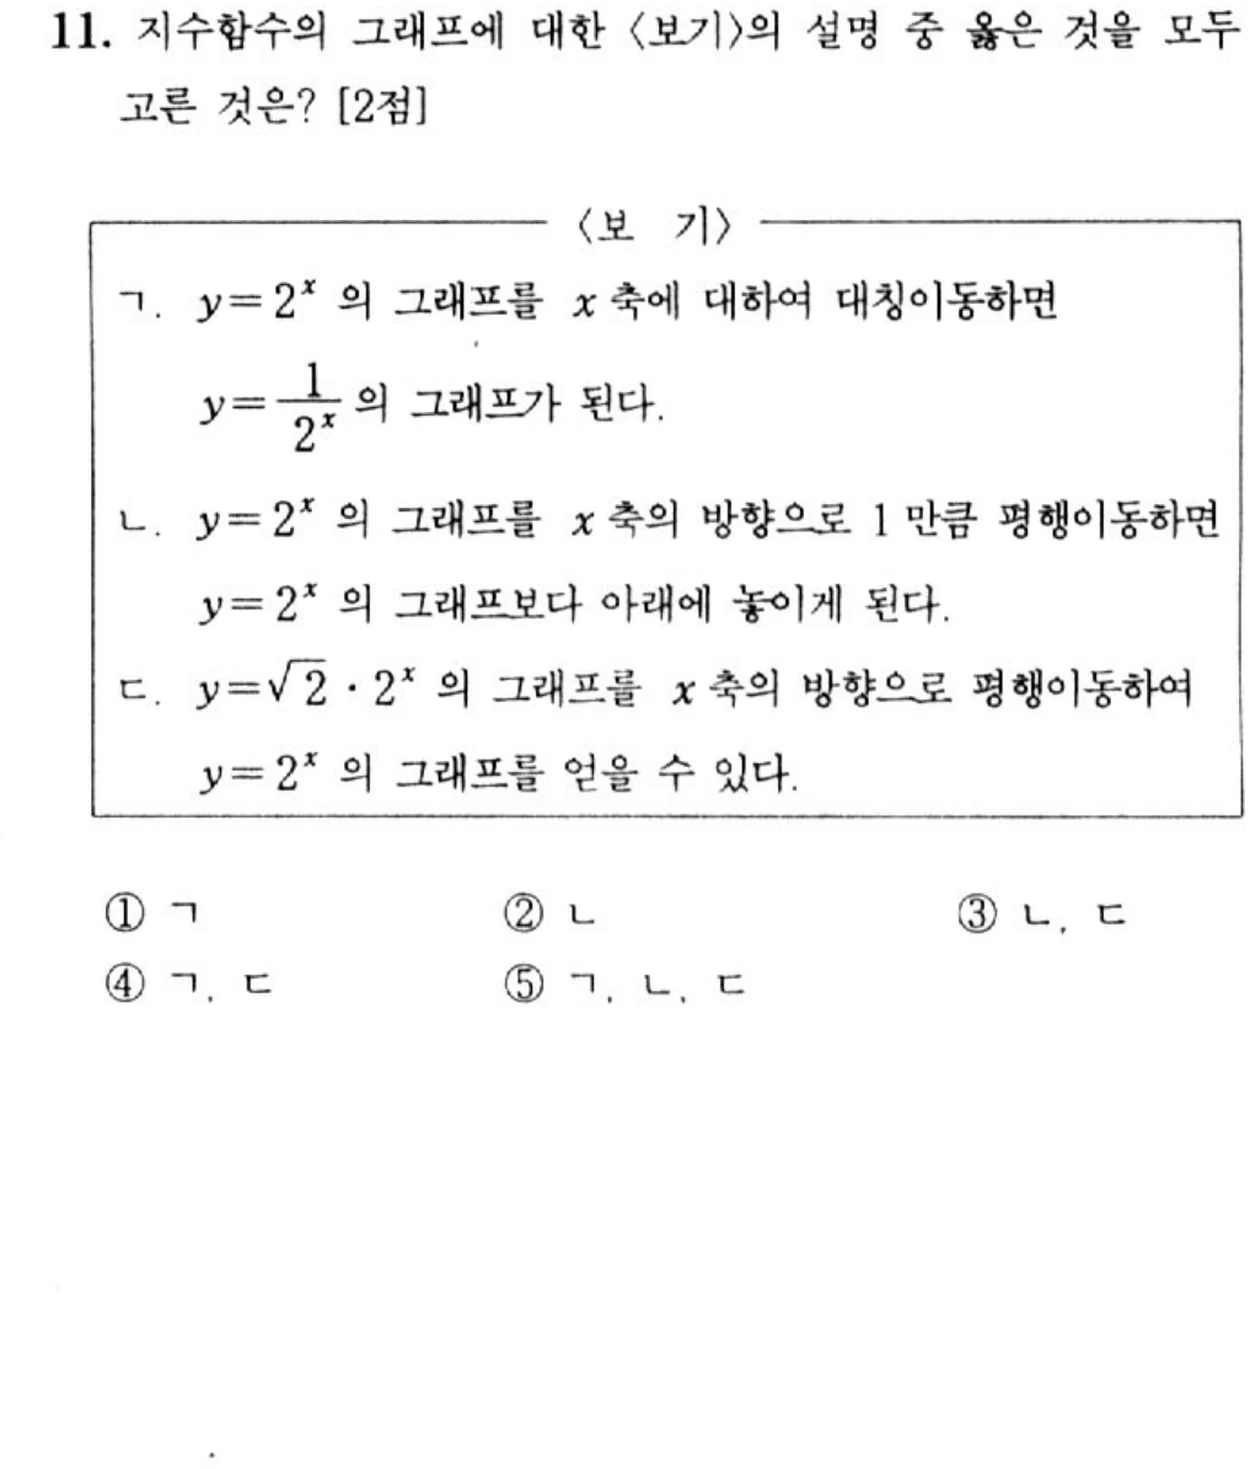 11. 지수함수의 그래프에 대한 〈보기〉의 설명 중 옳은 것을 모두
고른 것은? [2점]
〈보 기〉
ㄱ. y=2^x 의 그래프를 x축에 대하여 대칭이동하면
y=1/2^x 의 그래프가 된다.
ㄴ. y=2^x 의 그래프를 x축의 방향으로 1만큼 평행이동하면
y=2^x 의 그래프보다 아래에 놓이게 된다.
ㄷ. y=√2 · 2^x 의 그래프를 x축의 방향으로 평행이동하여
y=2^x 의 그래프를 얻을 수 있다.
① ㄱ ② ㄴ ③ ㄴ, ㄷ
④ ㄱ, ㄷ ⑤ ㄱ, ㄴ, ㄷ